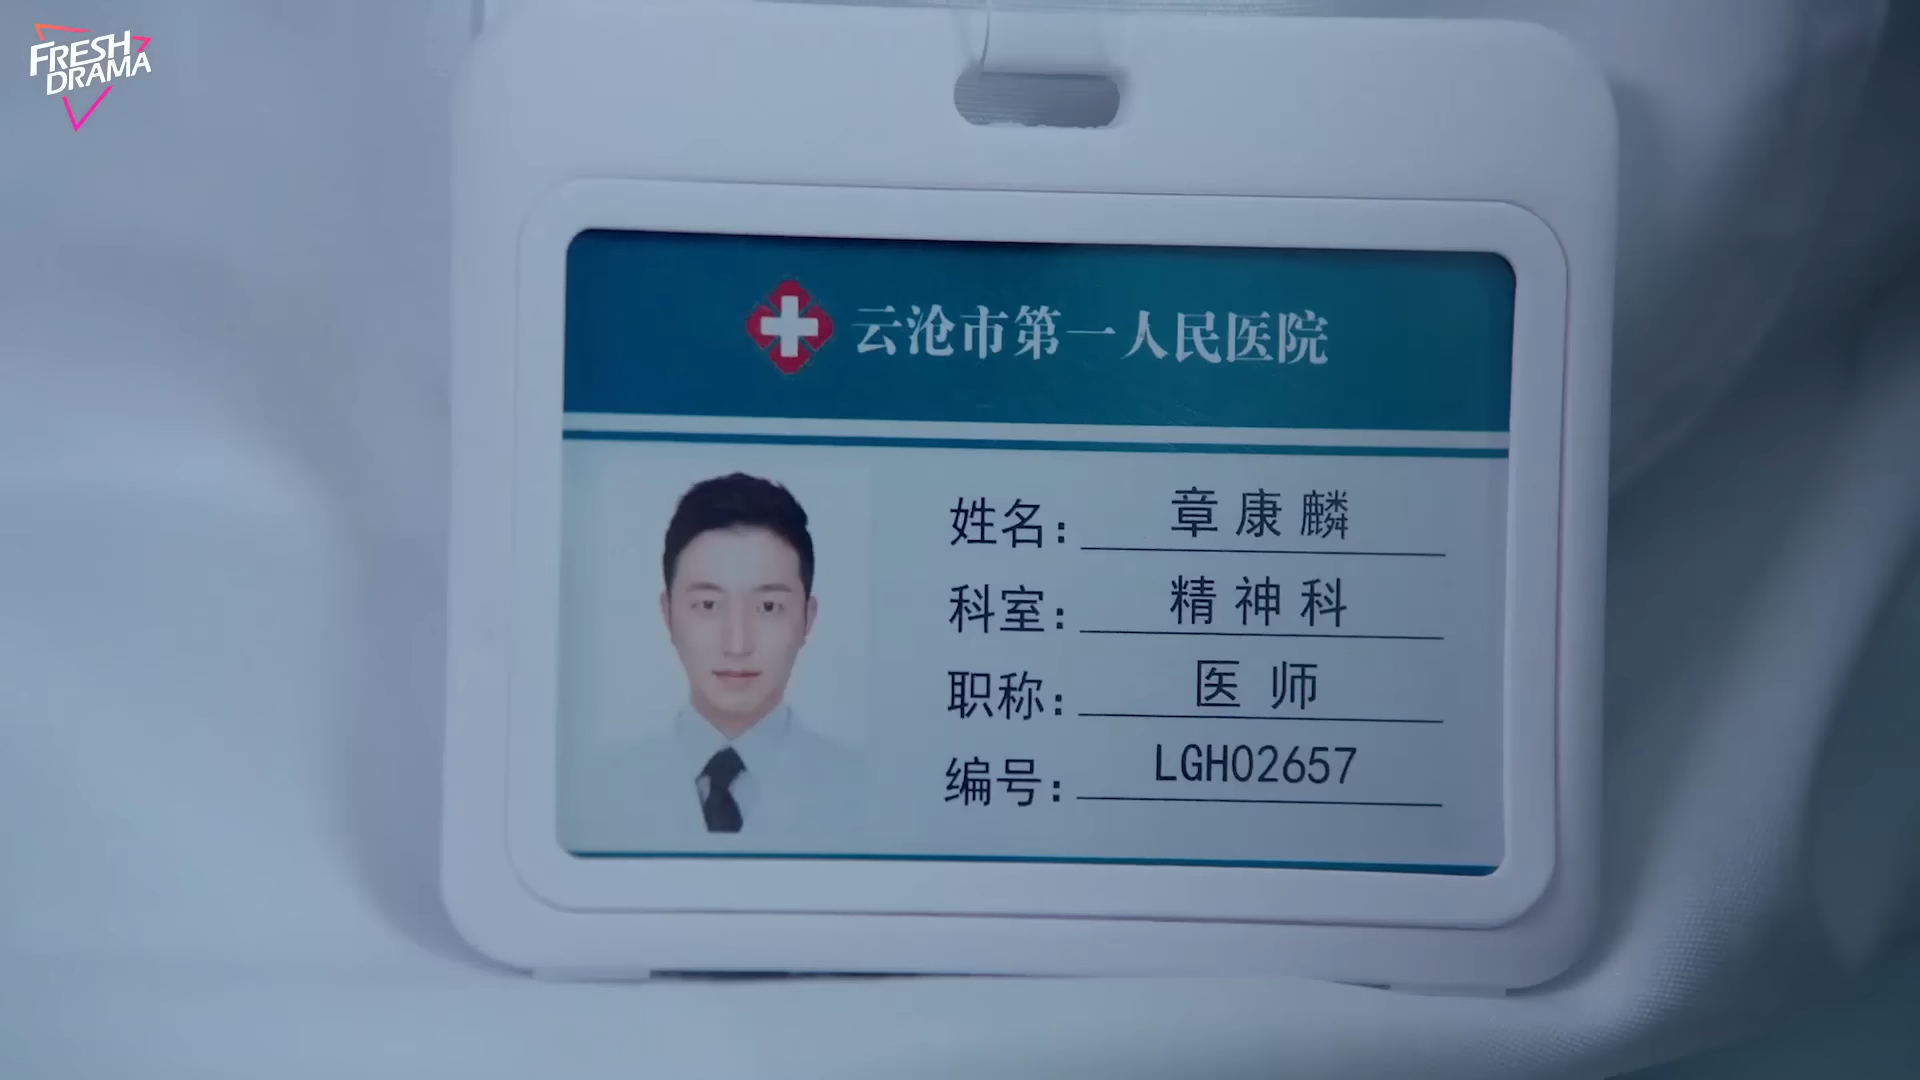 FRESH
DRAMA
云沧市第一人民医院
姓名: 章康麟
科室: 精神科
职称: 医师
编号: LGH02657